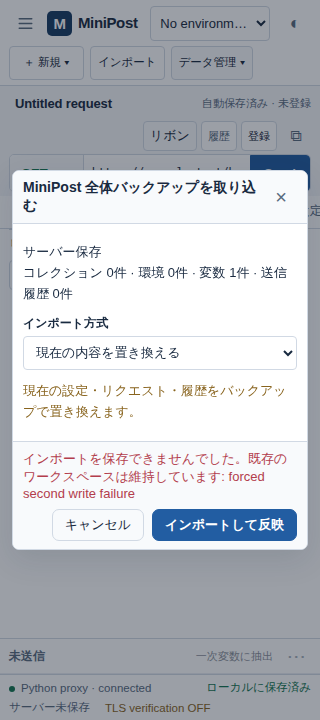 M MiniPost No environm…
＋ 新規 ▾ インポート データ管理 ▾
Untitled request 自動保存済み · 未登録
リボン 履歴 登録
MiniPost 全体バックアップを取り込
む ×
サーバー保存
コレクション 0件 · 環境 0件 · 変数 1件 · 送信
履歴 0件
インポート方式
現在の内容を置き換える
現在の設定・リクエスト・履歴をバックアッ
プで置き換えます。
インポートを保存できませんでした。既存の
ワークスペースは維持しています: forced
second write failure
キャンセル インポートして反映
未送信 一次変数に抽出 ···
Python proxy · connected ローカルに保存済み
サーバー未保存 TLS verification OFF